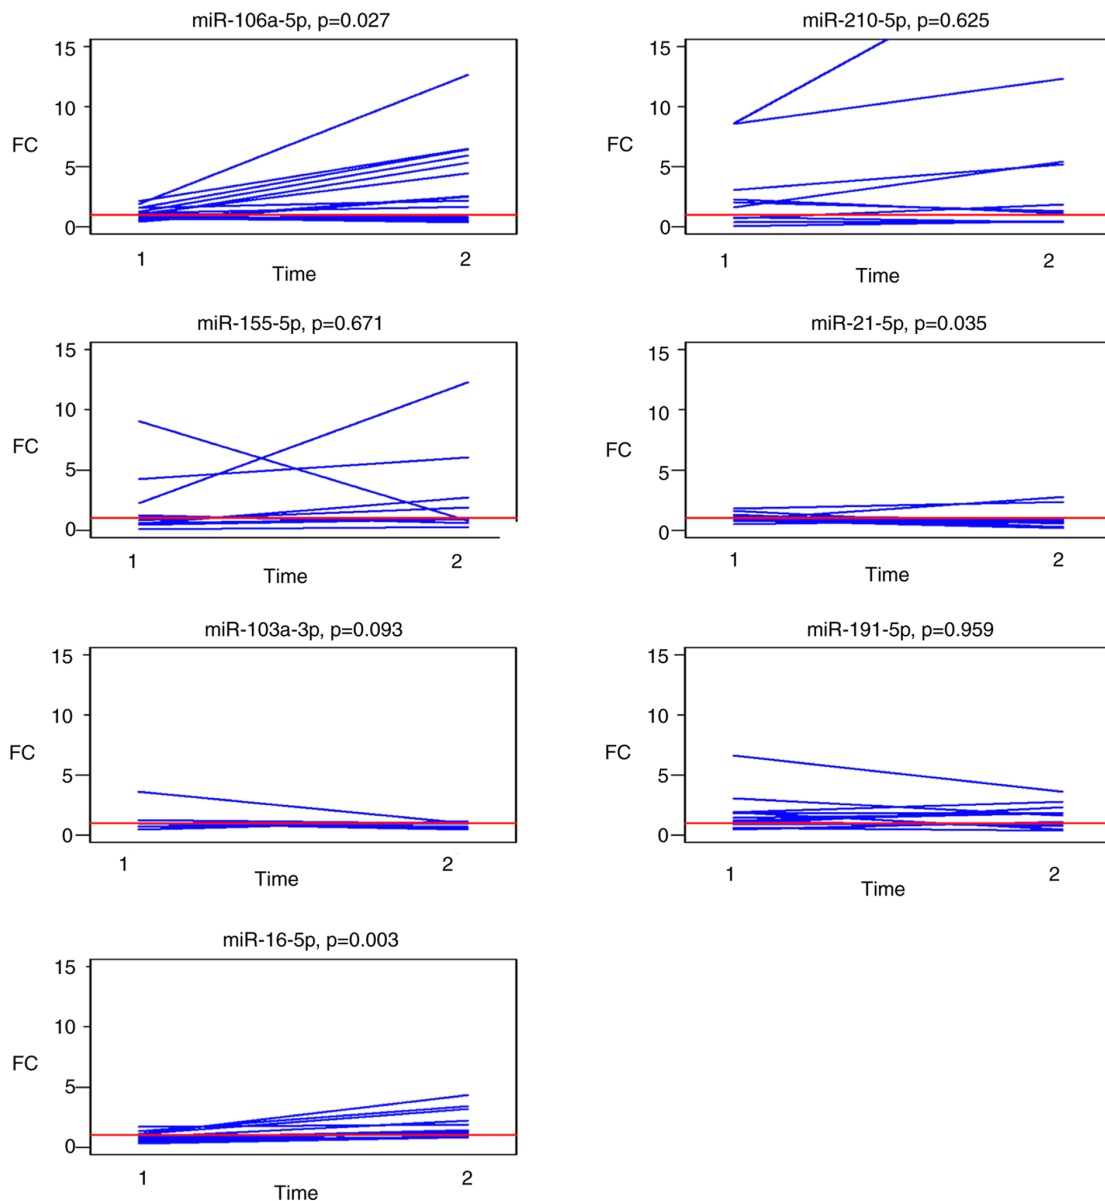 miR-106a-5p, p=0.027
15
10
FC
5
0
1 2
Time
miR-210-5p, p=0.625
15
10
FC
5
0
1 2
Time
miR-155-5p, p=0.671
15
10
FC
5
0
1 2
Time
miR-21-5p, p=0.035
15
10
FC
5
0
1 2
Time
miR-103a-3p, p=0.093
15
10
FC
5
0
1 2
Time
miR-191-5p, p=0.959
15
10
FC
5
0
1 2
Time
miR-16-5p, p=0.003
15
10
FC
5
0
1 2
Time